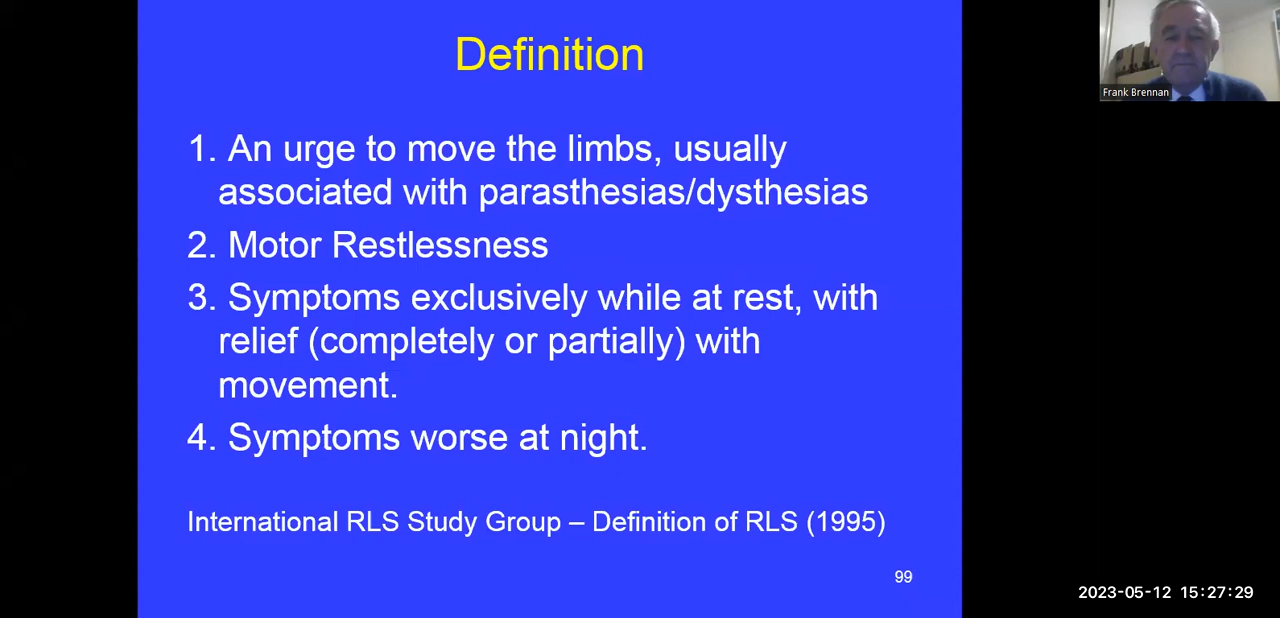 Definition
1. An urge to move the limbs, usually
associated with parasthesias/dysthesias
2. Motor Restlessness
3. Symptoms exclusively while at rest, with
relief (completely or partially) with
movement.
4. Symptoms worse at night.
International RLS Study Group – Definition of RLS (1995)
99
Frank Brennan
2023-05-12 15:27:29